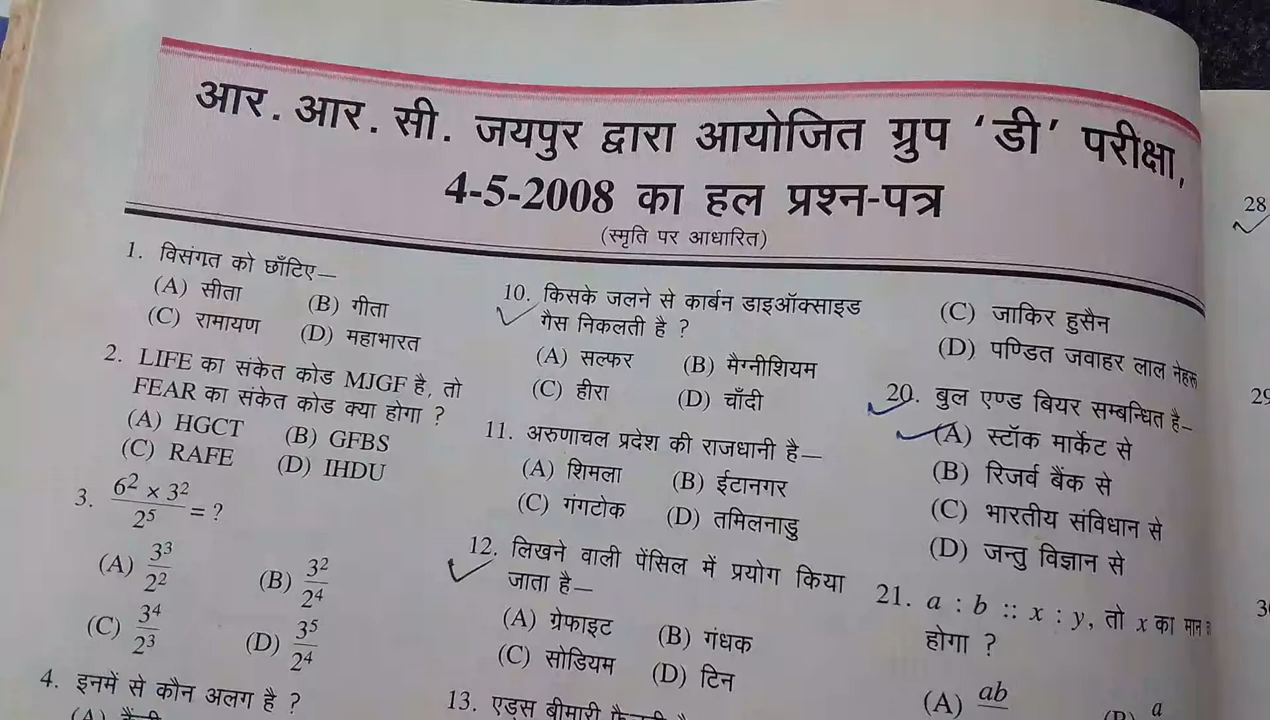 आर. आर. सी. जयपुर द्वारा आयोजित ग्रुप ‘डी’ परीक्षा,
4-5-2008 का हल प्रश्न-पत्र
(स्मृति पर आधारित)
1. विसंगत को छाँटिए—
(A) सीता (B) गीता
(C) रामायण (D) महाभारत
2. LIFE का संकेत कोड MJGF है, तो
FEAR का संकेत कोड क्या होगा ?
(A) HGCT (B) GFBS
(C) RAFE (D) IHDU
3. 6² × 3² / 2⁵ = ?
(A) 3³/2² (B) 3²/2⁴
(C) 3⁴/2³ (D) 3⁵/2⁴
4. इनमें से कौन अलग है ?
(A)
10. किसके जलने से कार्बन डाइऑक्साइड
गैस निकलती है ?
(A) सल्फर (B) मैग्नीशियम
(C) हीरा (D) चाँदी
11. अरुणाचल प्रदेश की राजधानी है—
(A) शिमला (B) ईटानगर
(C) गंगटोक (D) तमिलनाडु
12. लिखने वाली पेंसिल में प्रयोग किया
जाता है—
(A) ग्रेफाइट (B) गंधक
(C) सोडियम (D) टिन
13. एड्स बीमारी
(C) जाकिर हुसैन
(D) पण्डित जवाहर लाल नेहरू
20. बुल एण्ड बियर सम्बन्धित है—
(A) स्टॉक मार्केट से
(B) रिजर्व बैंक से
(C) भारतीय संविधान से
(D) जन्तु विज्ञान से
21. a : b :: x : y, तो x का मान
होगा ?
(A) ab (B) a
28
29